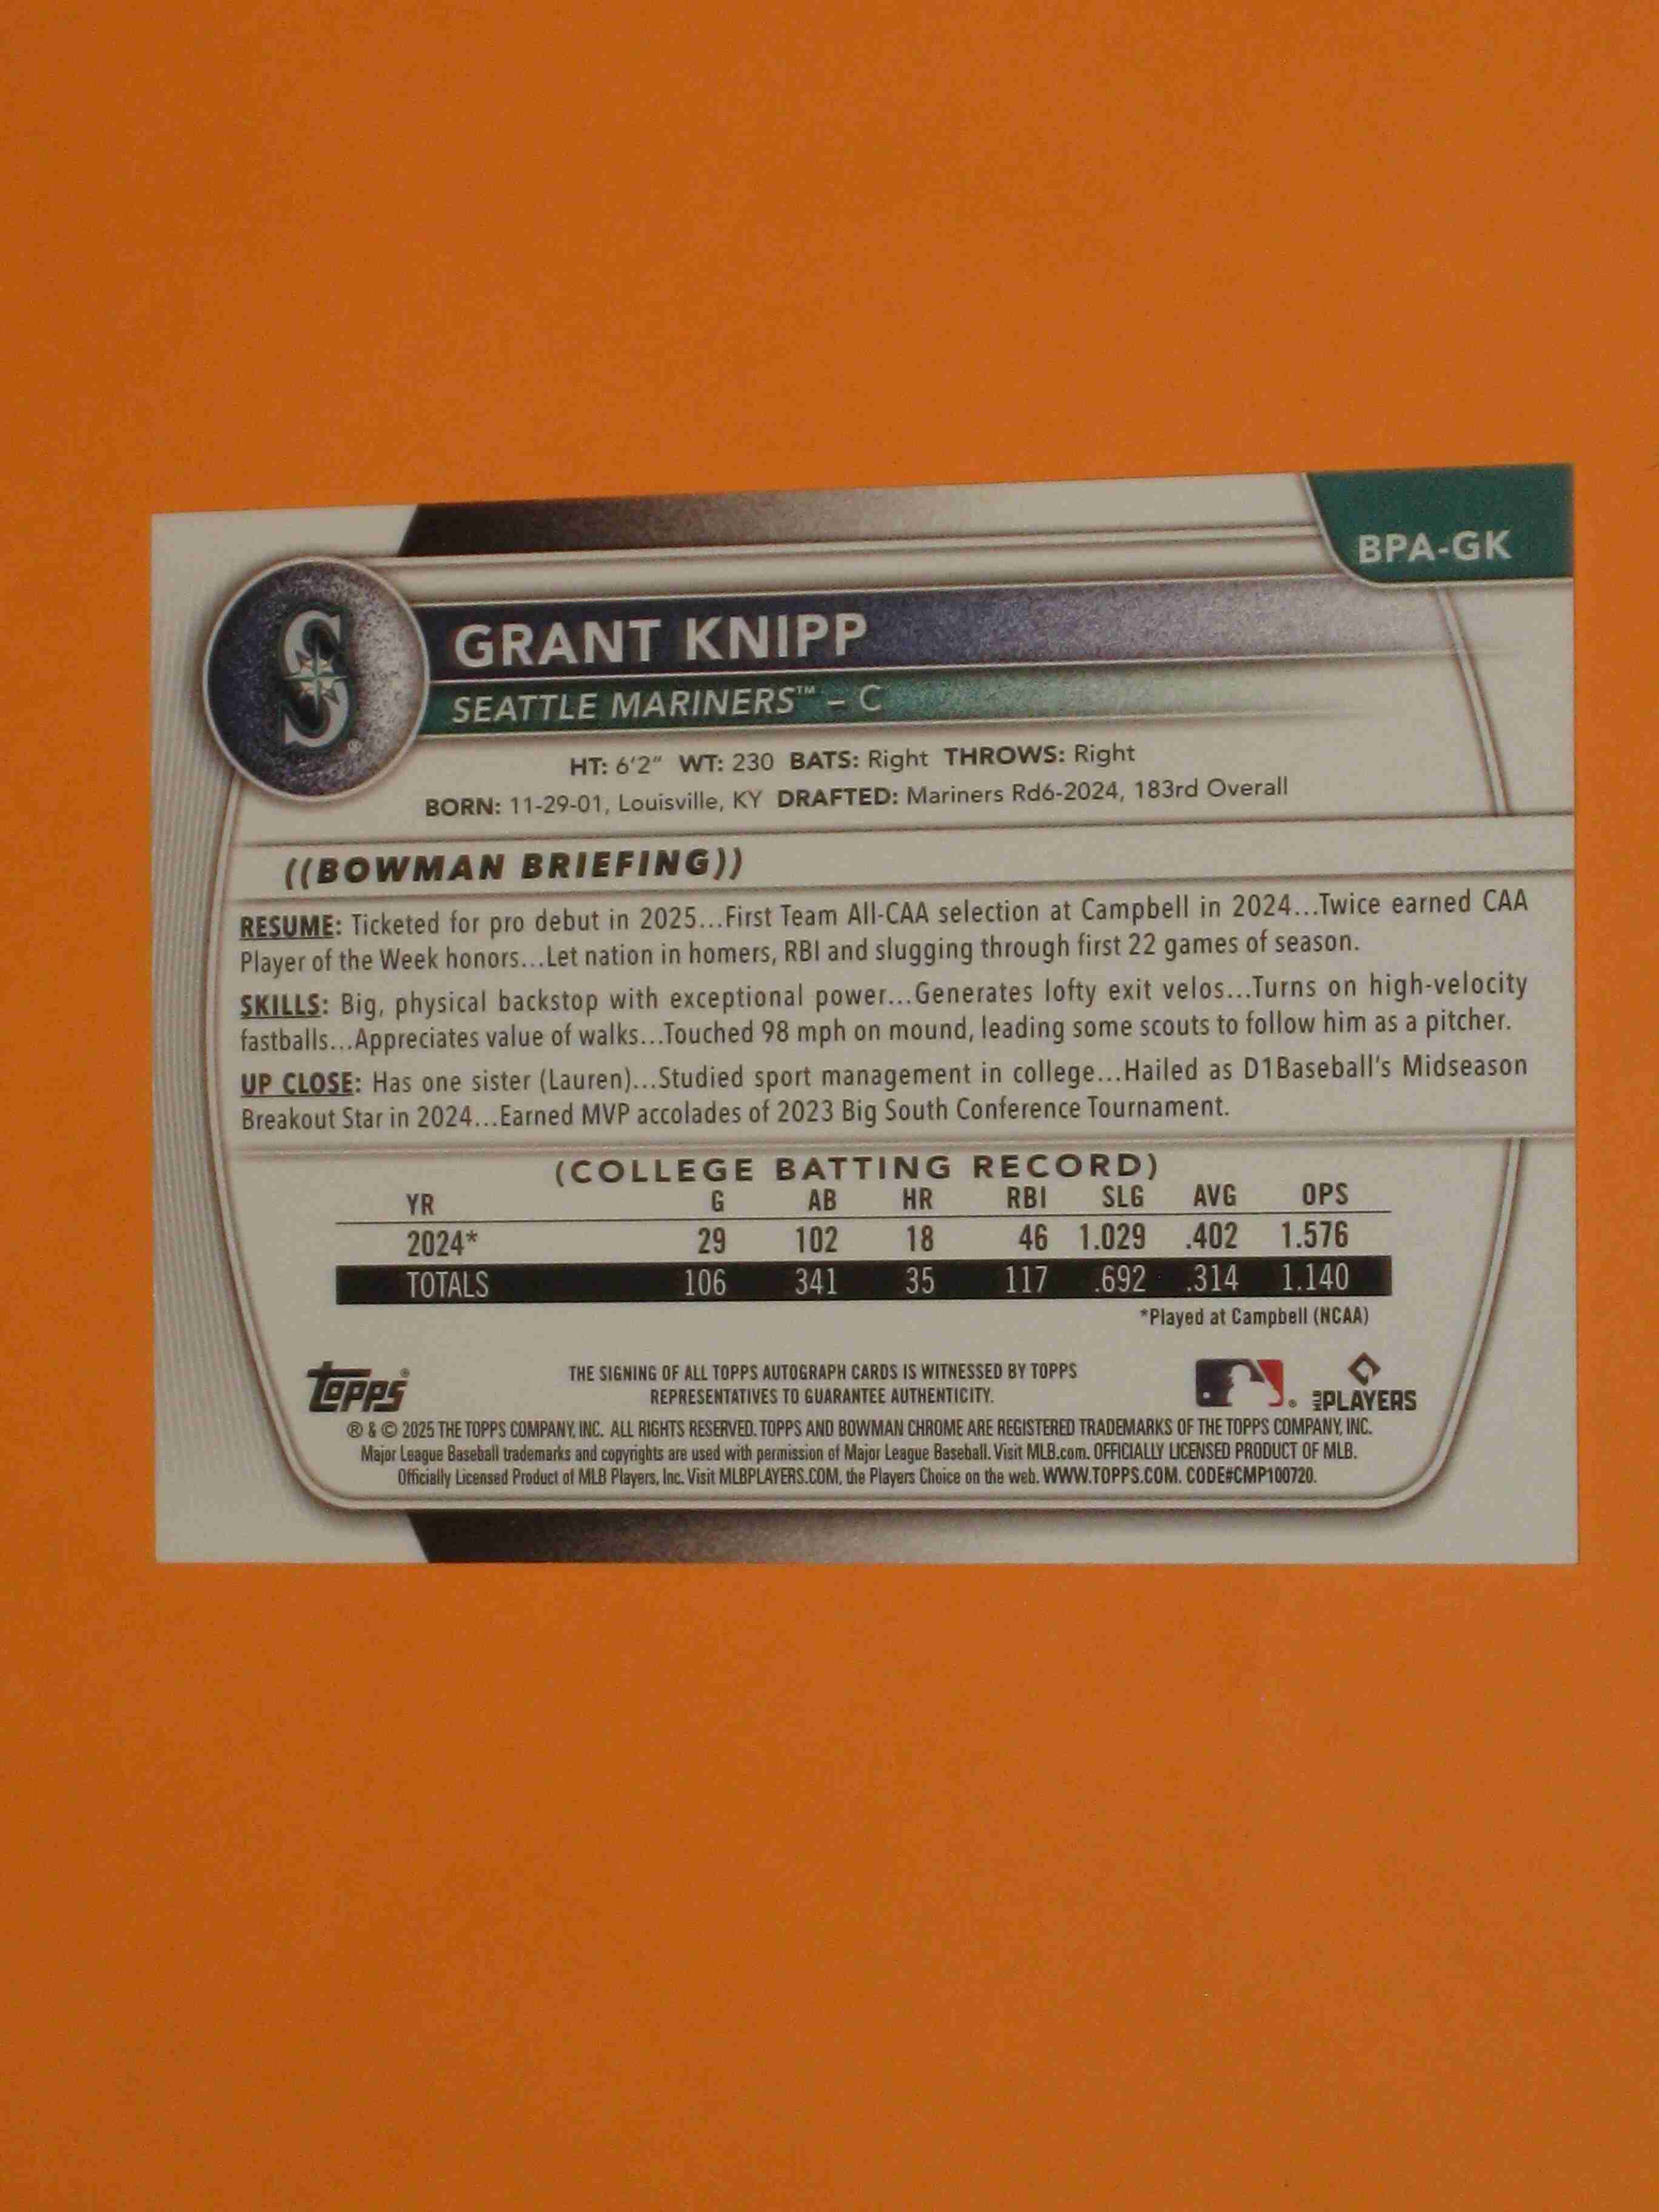 BPA-GK
S
®
GRANT KNIPP
SEATTLE MARINERS™ – C
HT: 6'2" WT: 230 BATS: Right THROWS: Right
BORN: 11-29-01, Louisville, KY DRAFTED: Mariners Rd6-2024, 183rd Overall
((BOWMAN BRIEFING))
RESUME: Ticketed for pro debut in 2025...First Team All-CAA selection at Campbell in 2024...Twice earned CAA
Player of the Week honors...Let nation in homers, RBI and slugging through first 22 games of season.
SKILLS: Big, physical backstop with exceptional power...Generates lofty exit velos...Turns on high-velocity
fastballs...Appreciates value of walks...Touched 98 mph on mound, leading some scouts to follow him as a pitcher.
UP CLOSE: Has one sister (Lauren)...Studied sport management in college...Hailed as D1Baseball's Midseason
Breakout Star in 2024...Earned MVP accolades of 2023 Big South Conference Tournament.
(COLLEGE BATTING RECORD)
YR G AB HR RBI SLG AVG OPS
2024* 29 102 18 46 1.029 .402 1.576
TOTALS 106 341 35 117 .692 .314 1.140
*Played at Campbell (NCAA)
Topps®
THE SIGNING OF ALL TOPPS AUTOGRAPH CARDS IS WITNESSED BY TOPPS
REPRESENTATIVES TO GUARANTEE AUTHENTICITY.
MLB PLAYERS
® & © 2025 THE TOPPS COMPANY, INC. ALL RIGHTS RESERVED. TOPPS AND BOWMAN CHROME ARE REGISTERED TRADEMARKS OF THE TOPPS COMPANY, INC.
Major League Baseball trademarks and copyrights are used with permission of Major League Baseball. Visit MLB.com. OFFICIALLY LICENSED PRODUCT OF MLB.
Officially Licensed Product of MLB Players, Inc. Visit MLBPLAYERS.COM, the Players Choice on the web. WWW.TOPPS.COM. CODE#CMP100720.